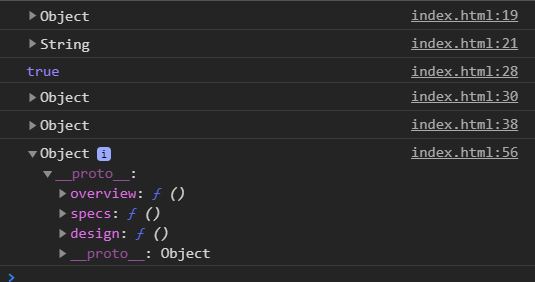 ▶Object index.html:19
▶String index.html:21
true index.html:28
▶Object index.html:30
▶Object index.html:38
▼Object i index.html:56
▼__proto__:
▶overview: ƒ ()
▶specs: ƒ ()
▶design: ƒ ()
▶__proto__: Object
>